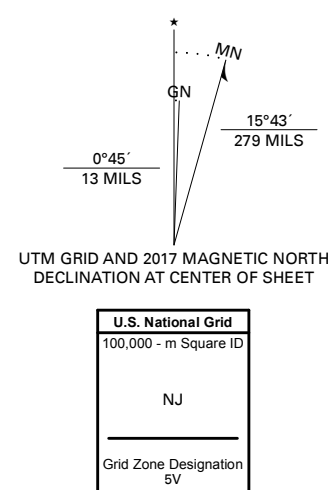 ★
MN
GN
15°43´
279 MILS
0°45´
13 MILS
UTM GRID AND 2017 MAGNETIC NORTH
DECLINATION AT CENTER OF SHEET
U.S. National Grid
100,000 - m Square ID
NJ
Grid Zone Designation
5V